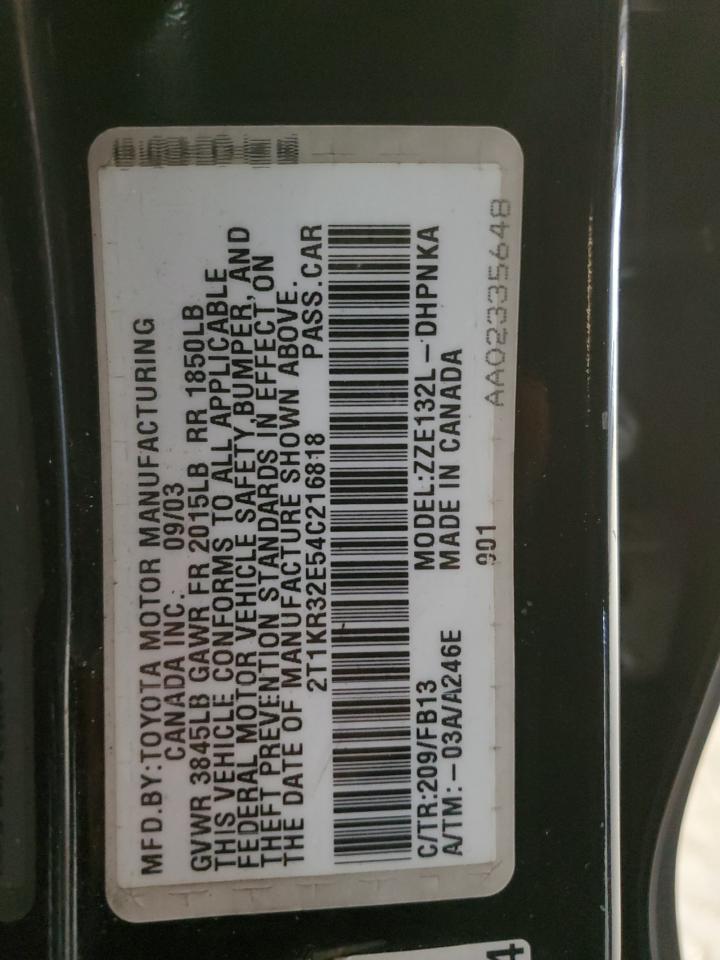 MFD.BY:TOYOTA MOTOR MANUFACTURING
CANADA INC. 09/03
GVWR 3845LB GAWR FR 2015LB RR 1850LB
THIS VEHICLE CONFORMS TO ALL APPLICABLE
FEDERAL MOTOR VEHICLE SAFETY, BUMPER, AND
THEFT PREVENTION STANDARDS IN EFFECT ON
THE DATE OF MANUFACTURE SHOWN ABOVE.
2T1KR32E54C216818 PASS.CAR
C/TR:209/FB13 MODEL:ZZE132L-DHPNKA
A/TM:-03A/A246E MADE IN CANADA
901
AA02335648
4